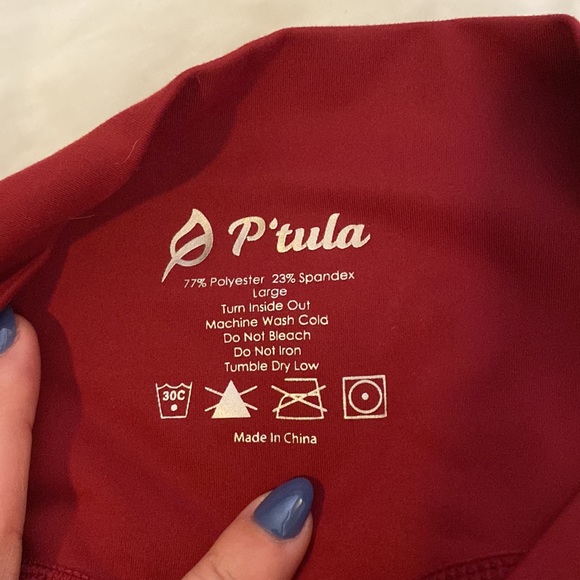 P'tula
77% Polyester 23% Spandex
Large
Turn Inside Out
Machine Wash Cold
Do Not Bleach
Do Not Iron
Tumble Dry Low
30C
Made In China